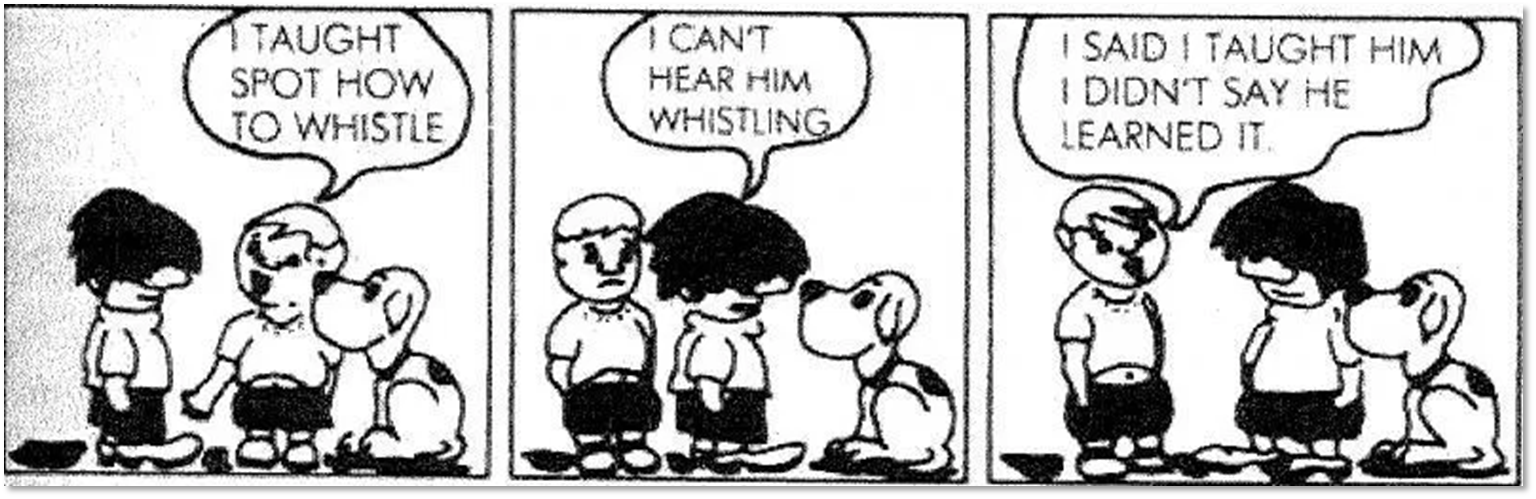 I TAUGHT
SPOT HOW
TO WHISTLE
I CAN'T
HEAR HIM
WHISTLING
I SAID I TAUGHT HIM
I DIDN'T SAY HE
LEARNED IT.